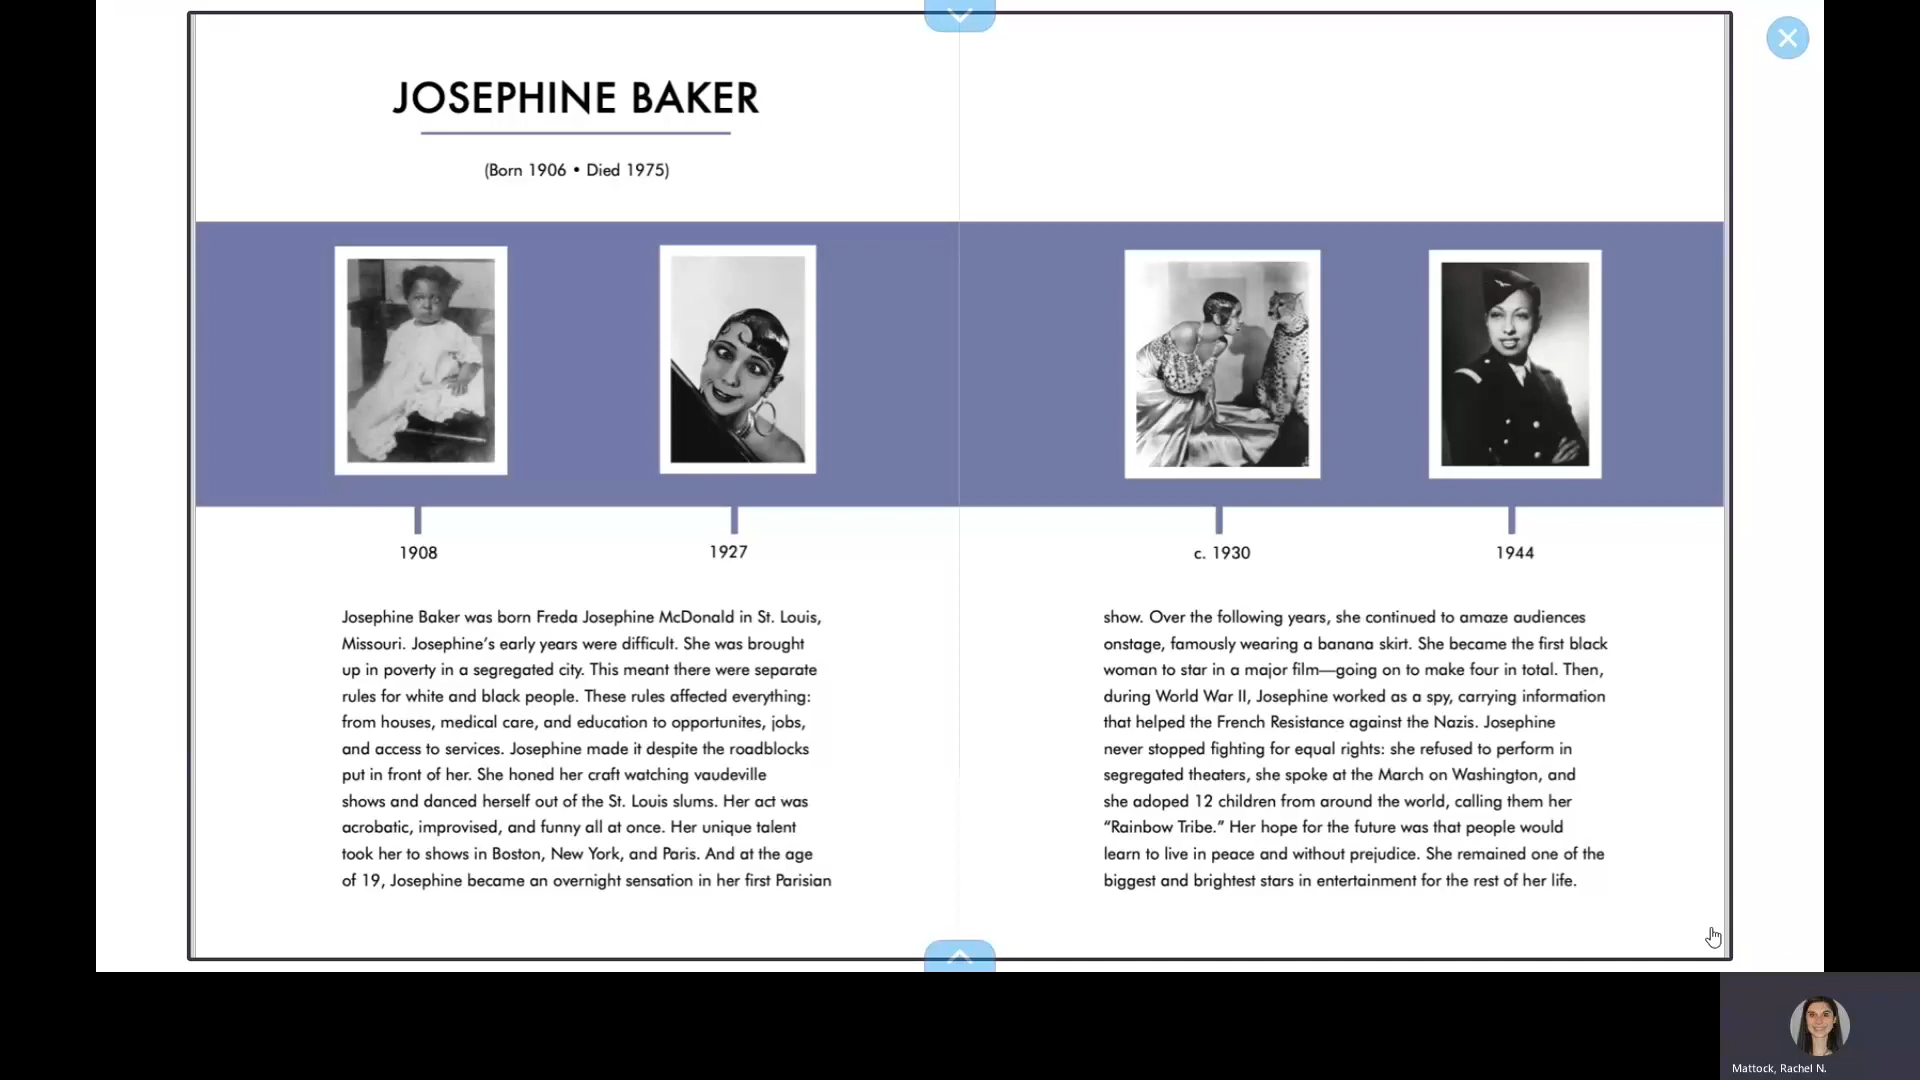 JOSEPHINE BAKER
(Born 1906 • Died 1975)
1908
1927
c. 1930
1944
Josephine Baker was born Freda Josephine McDonald in St. Louis,
Missouri. Josephine’s early years were difficult. She was brought
up in poverty in a segregated city. This meant there were separate
rules for white and black people. These rules affected everything:
from houses, medical care, and education to opportunites, jobs,
and access to services. Josephine made it despite the roadblocks
put in front of her. She honed her craft watching vaudeville
shows and danced herself out of the St. Louis slums. Her act was
acrobatic, improvised, and funny all at once. Her unique talent
took her to shows in Boston, New York, and Paris. And at the age
of 19, Josephine became an overnight sensation in her first Parisian
show. Over the following years, she continued to amaze audiences
onstage, famously wearing a banana skirt. She became the first black
woman to star in a major film—going on to make four in total. Then,
during World War II, Josephine worked as a spy, carrying information
that helped the French Resistance against the Nazis. Josephine
never stopped fighting for equal rights: she refused to perform in
segregated theaters, she spoke at the March on Washington, and
she adoped 12 children from around the world, calling them her
“Rainbow Tribe.” Her hope for the future was that people would
learn to live in peace and without prejudice. She remained one of the
biggest and brightest stars in entertainment for the rest of her life.
Mattock, Rachel N.